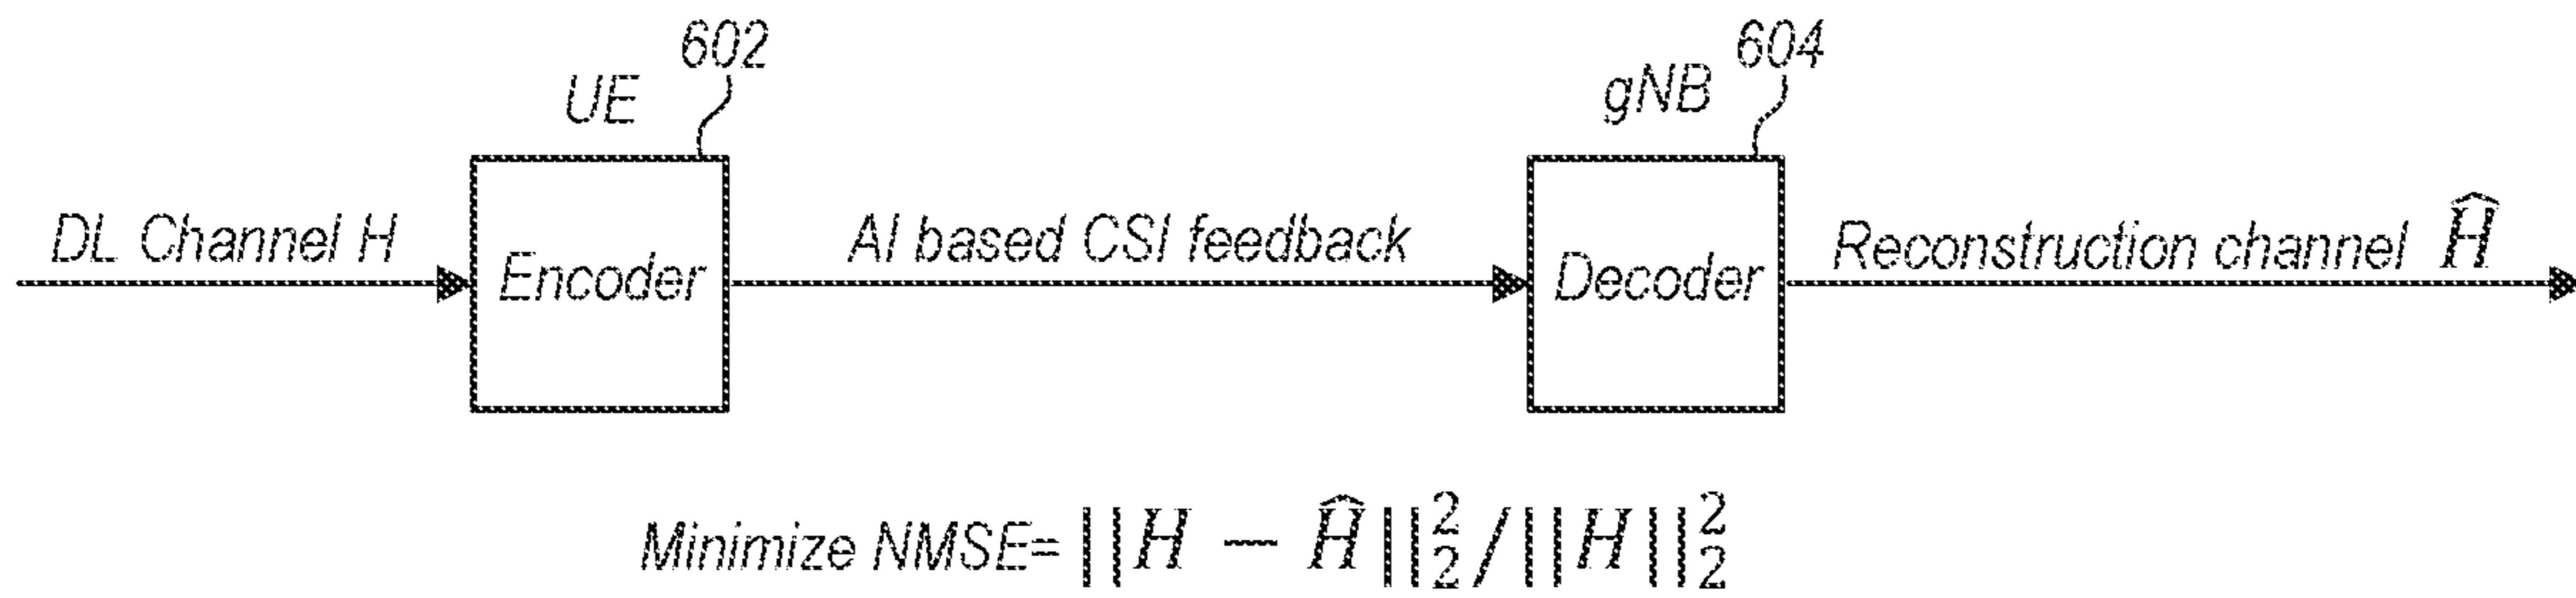 602
UE
604
gNB
DL Channel H
Encoder
AI based CSI feedback
Decoder
Reconstruction channel Ĥ
Minimize NMSE= ||H − Ĥ||₂²/||H||₂²